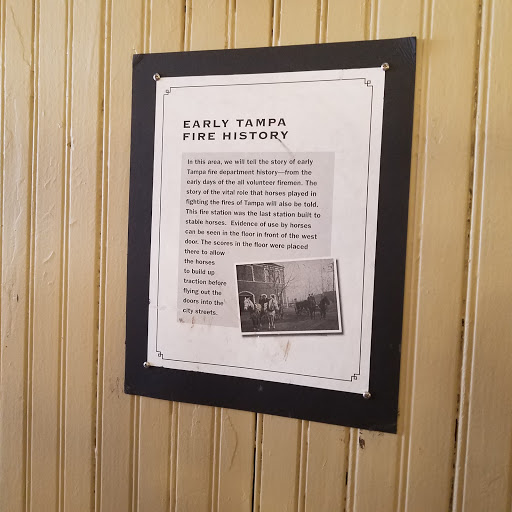 EARLY TAMPA
FIRE HISTORY
In this area, we will tell the story of early
Tampa fire department history—from the
early days of the all volunteer firemen. The
story of the vital role that horses played in
fighting the fires of Tampa will also be told.
This fire station was the last station built to
stable horses. Evidence of use by horses
can be seen in the floor in front of the west
door. The scores in the floor were placed
there to allow
the horses
to build up
traction before
flying out the
doors into the
city streets.